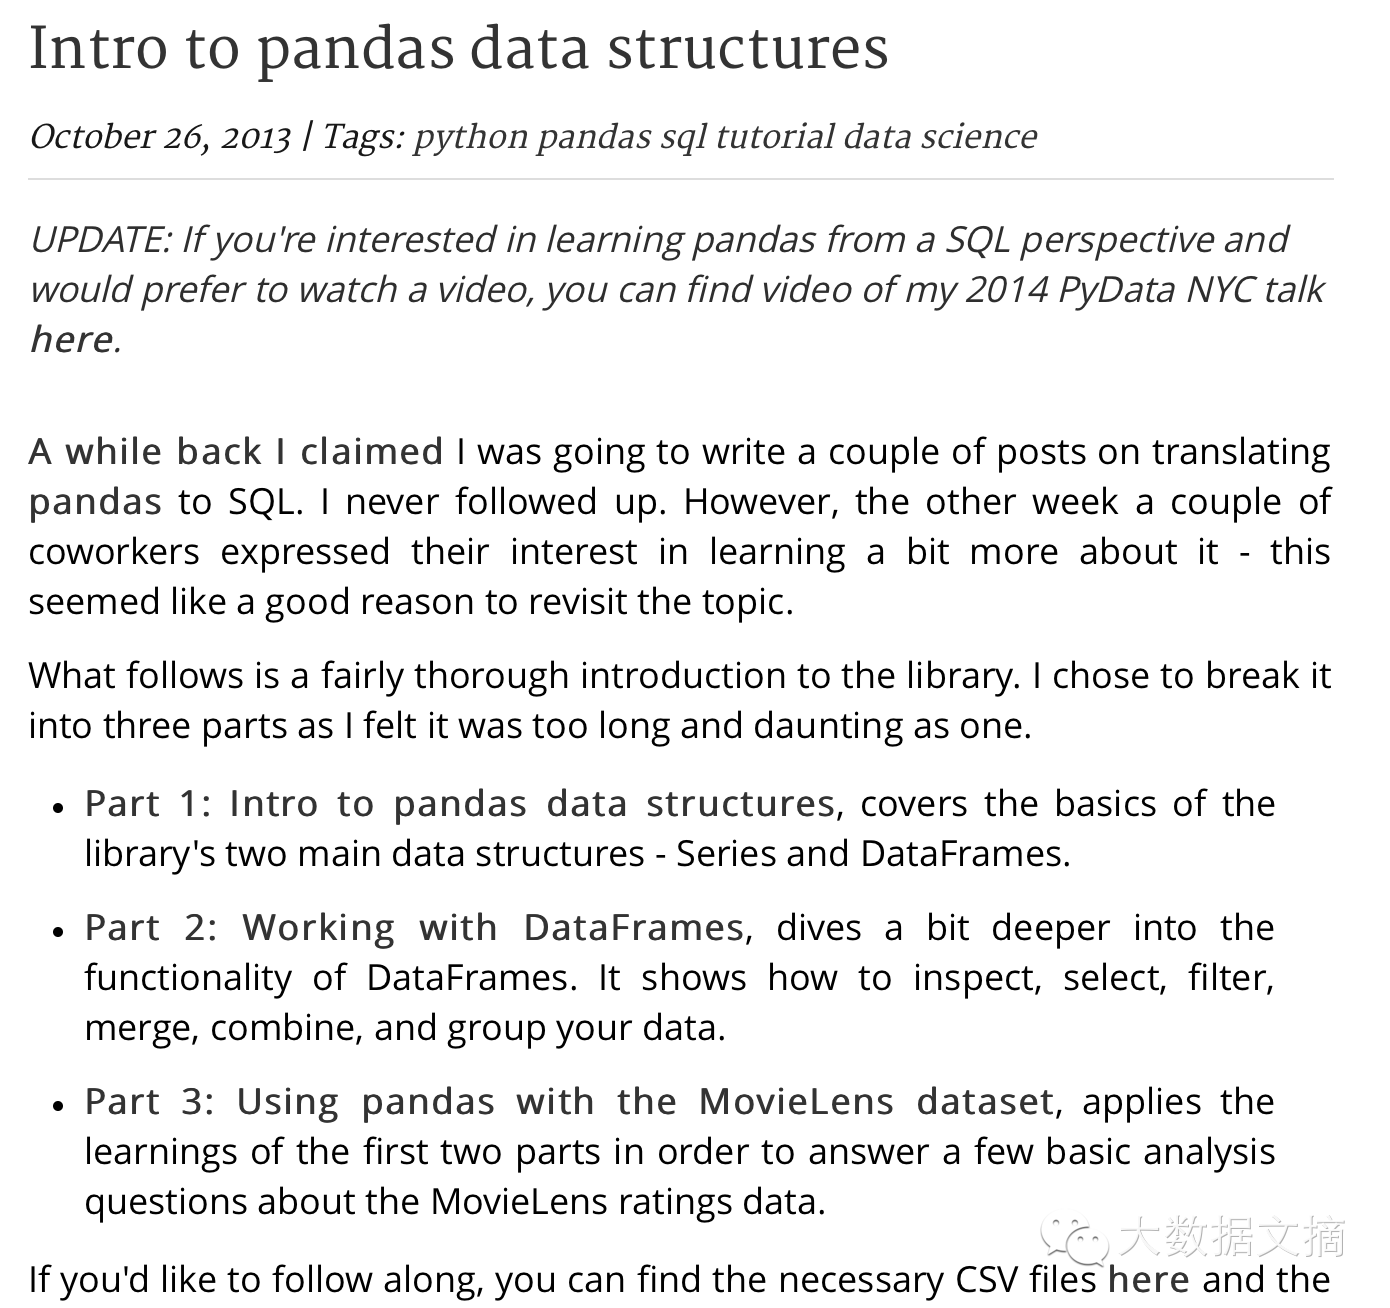 Intro to pandas data structures
October 26, 2013 | Tags: python pandas sql tutorial data science
UPDATE: If you're interested in learning pandas from a SQL perspective and
would prefer to watch a video, you can find video of my 2014 PyData NYC talk
here.
A while back I claimed I was going to write a couple of posts on translating
pandas to SQL. I never followed up. However, the other week a couple of
coworkers expressed their interest in learning a bit more about it - this
seemed like a good reason to revisit the topic.
What follows is a fairly thorough introduction to the library. I chose to break it
into three parts as I felt it was too long and daunting as one.
• Part 1: Intro to pandas data structures, covers the basics of the
library's two main data structures - Series and DataFrames.
• Part 2: Working with DataFrames, dives a bit deeper into the
functionality of DataFrames. It shows how to inspect, select, filter,
merge, combine, and group your data.
• Part 3: Using pandas with the MovieLens dataset, applies the
learnings of the first two parts in order to answer a few basic analysis
questions about the MovieLens ratings data.
大数据文摘
If you'd like to follow along, you can find the necessary CSV files here and the